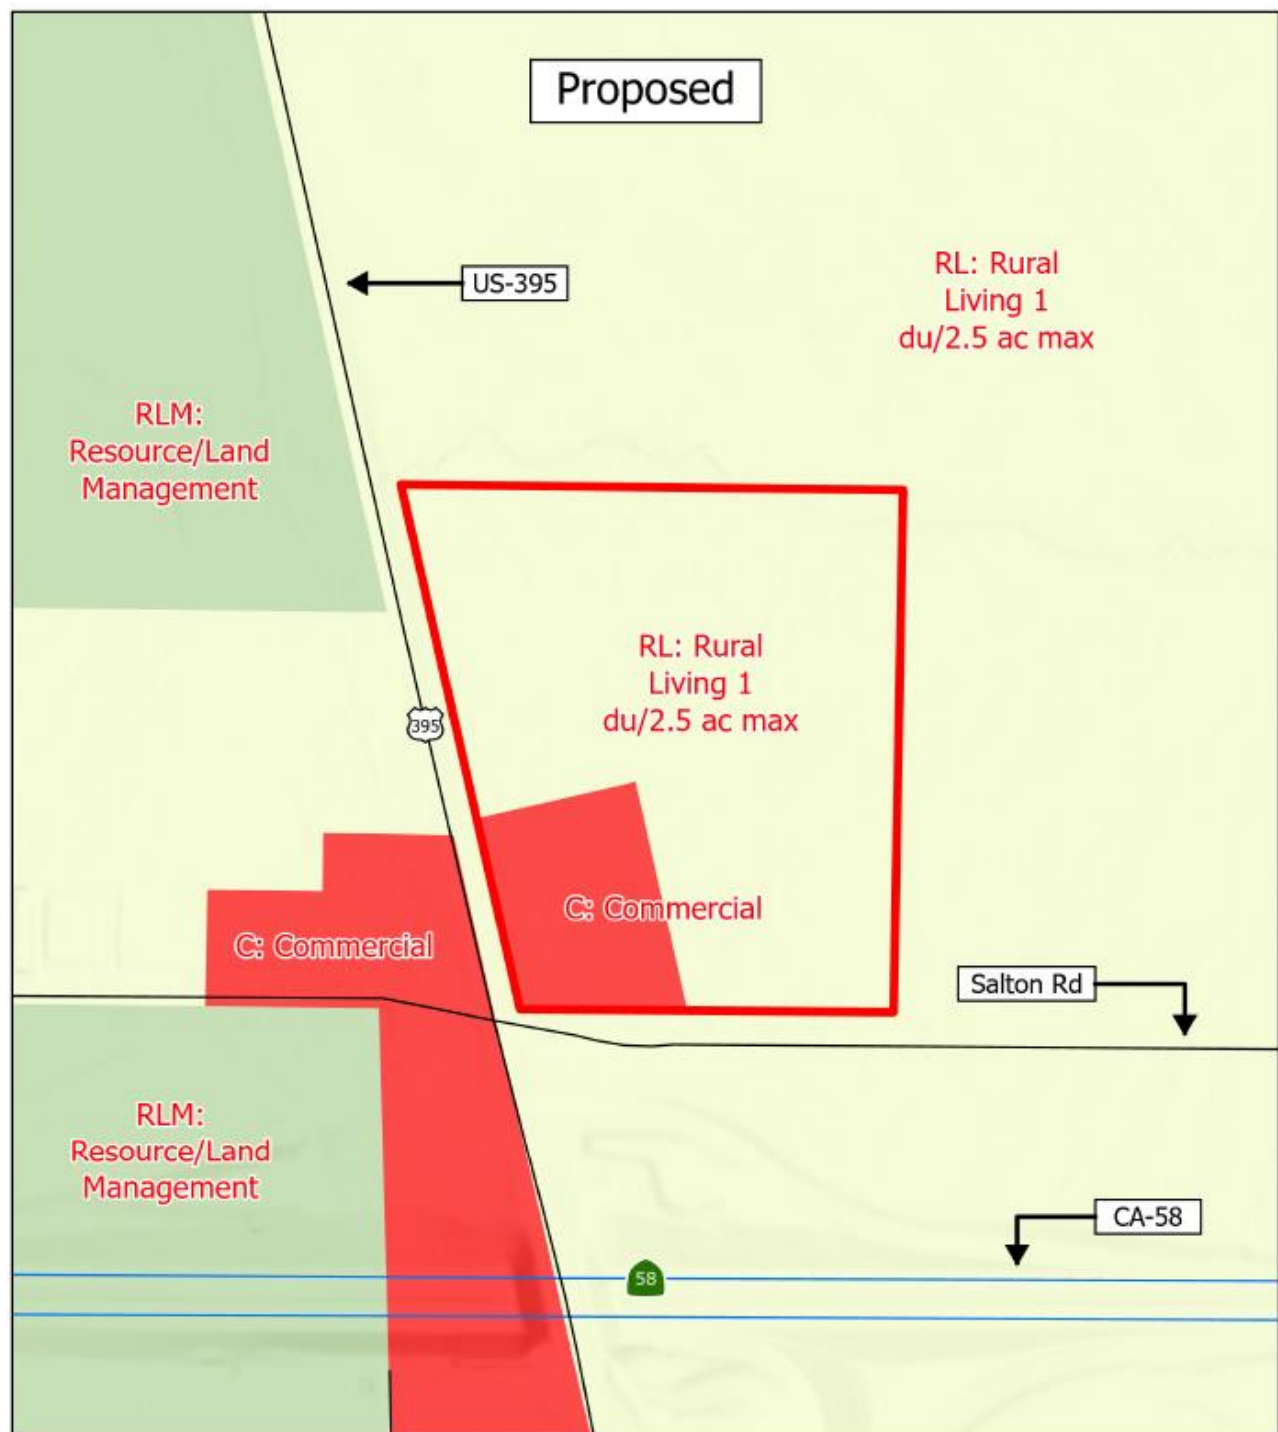 Proposed
RL: Rural
Living 1
du/2.5 ac max
US-395
RLM:
Resource/Land
Management
RL: Rural
Living 1
du/2.5 ac max
395
C: Commercial
C: Commercial
Salton Rd
RLM:
Resource/Land
Management
CA-58
58